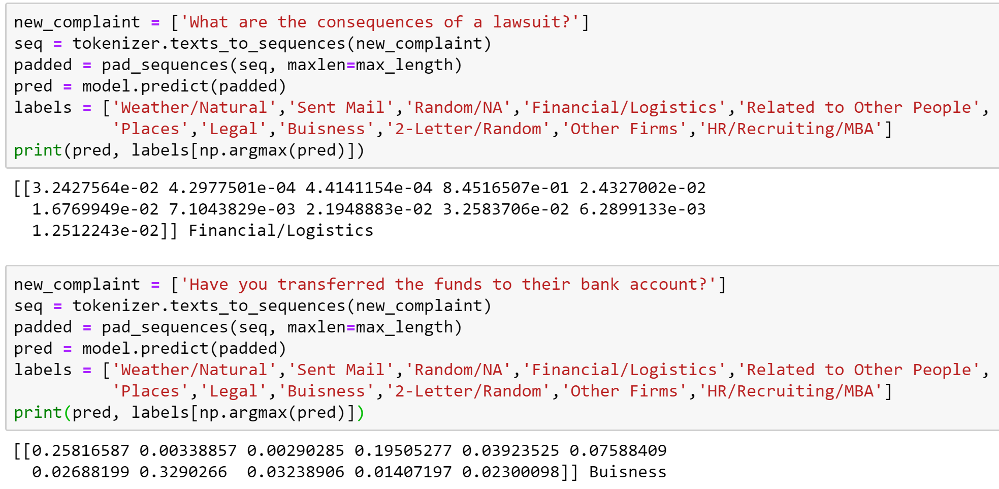 new_complaint = ['What are the consequences of a lawsuit?']
seq = tokenizer.texts_to_sequences(new_complaint)
padded = pad_sequences(seq, maxlen=max_length)
pred = model.predict(padded)
labels = ['Weather/Natural','Sent Mail','Random/NA','Financial/Logistics','Related to Other People',
'Places','Legal','Buisness','2-Letter/Random','Other Firms','HR/Recruiting/MBA']
print(pred, labels[np.argmax(pred)])
[[3.2427564e-02 4.2977501e-04 4.4141154e-04 8.4516507e-01 2.4327002e-02
1.6769949e-02 7.1043829e-03 2.1948883e-02 3.2583706e-02 6.2899133e-03
1.2512243e-02]] Financial/Logistics
new_complaint = ['Have you transferred the funds to their bank account?']
seq = tokenizer.texts_to_sequences(new_complaint)
padded = pad_sequences(seq, maxlen=max_length)
pred = model.predict(padded)
labels = ['Weather/Natural','Sent Mail','Random/NA','Financial/Logistics','Related to Other People',
'Places','Legal','Buisness','2-Letter/Random','Other Firms','HR/Recruiting/MBA']
print(pred, labels[np.argmax(pred)])
[[0.25816587 0.00338857 0.00290285 0.19505277 0.03923525 0.07588409
0.02688199 0.3290266  0.03238906 0.01407197 0.02300098]] Buisness